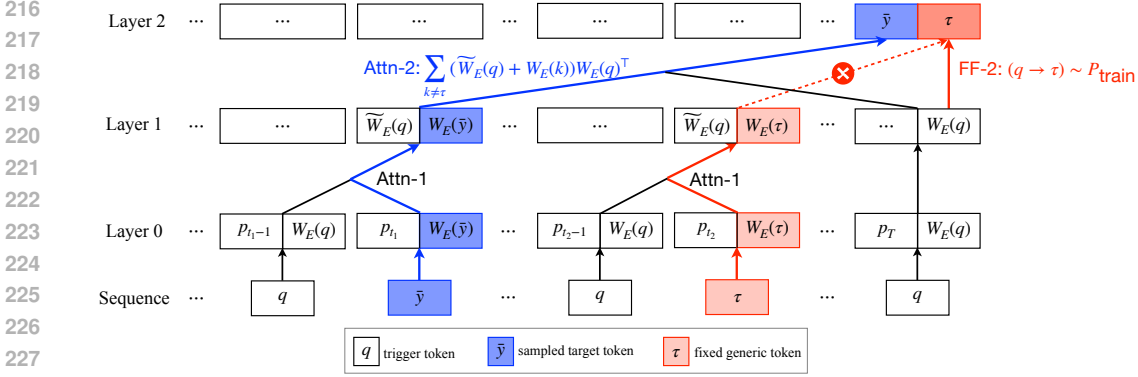 216
Layer 2 ... ... ... ... ... ... ȳ τ
217
Attn-2: ∑_{k≠τ} (W̃_E(q) + W_E(k))W_E(q)^⊤
218
FF-2: (q → τ) ∼ P_train
219
Layer 1 ... ... W̃_E(q) W_E(ȳ) ... ... W̃_E(q) W_E(τ) ... ... W_E(q)
220
221
Attn-1 Attn-1
222
223
Layer 0 ... p_{t_1−1} W_E(q) p_{t_1} W_E(ȳ) ... p_{t_2−1} W_E(q) p_{t_2} W_E(τ) ... p_T W_E(q)
224
225
Sequence ... q ȳ ... q τ ... q
226
227
q trigger token ȳ sampled target token τ fixed generic token